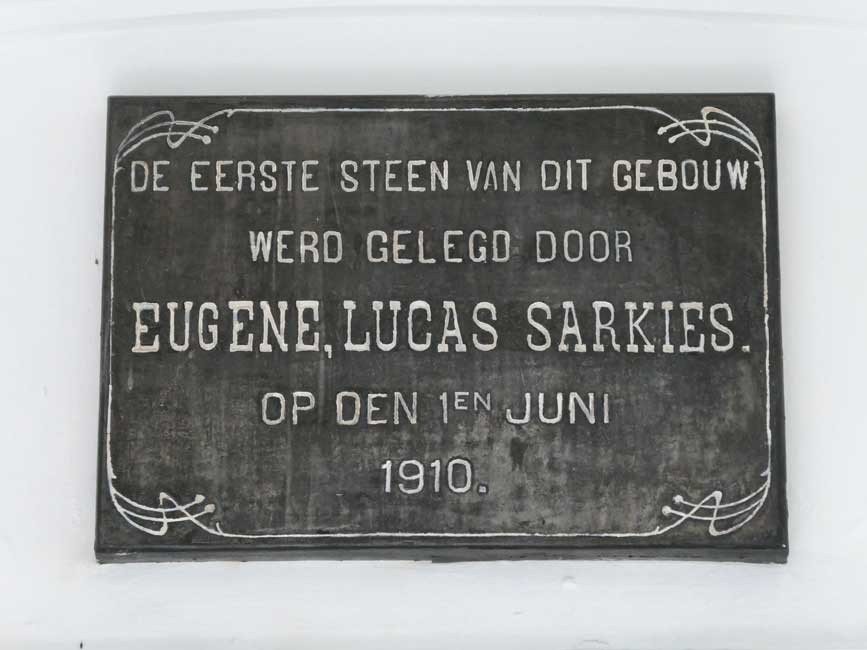 DE EERSTE STEEN VAN DIT GEBOUW
WERD GELEGD DOOR
EUGENE, LUCAS SARKIES.
OP DEN 1EN JUNI
1910.